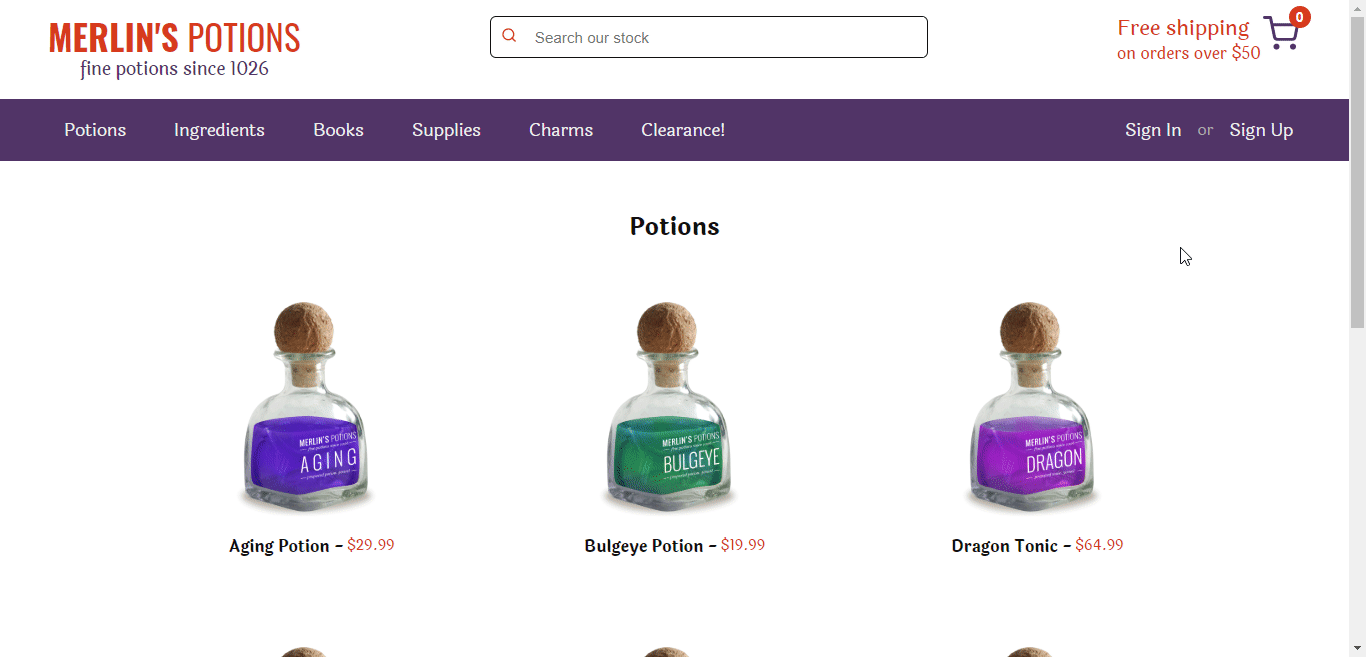 MERLIN'S POTIONS
fine potions since 1026
Search our stock
Free shipping
on orders over $50
0
Potions Ingredients Books Supplies Charms Clearance! Sign In or Sign Up
Potions
MERLIN'S POTIONS
AGING
MERLIN'S POTIONS
BULGEYE
MERLIN'S POTIONS
DRAGON
Aging Potion - $29.99
Bulgeye Potion - $19.99
Dragon Tonic - $64.99